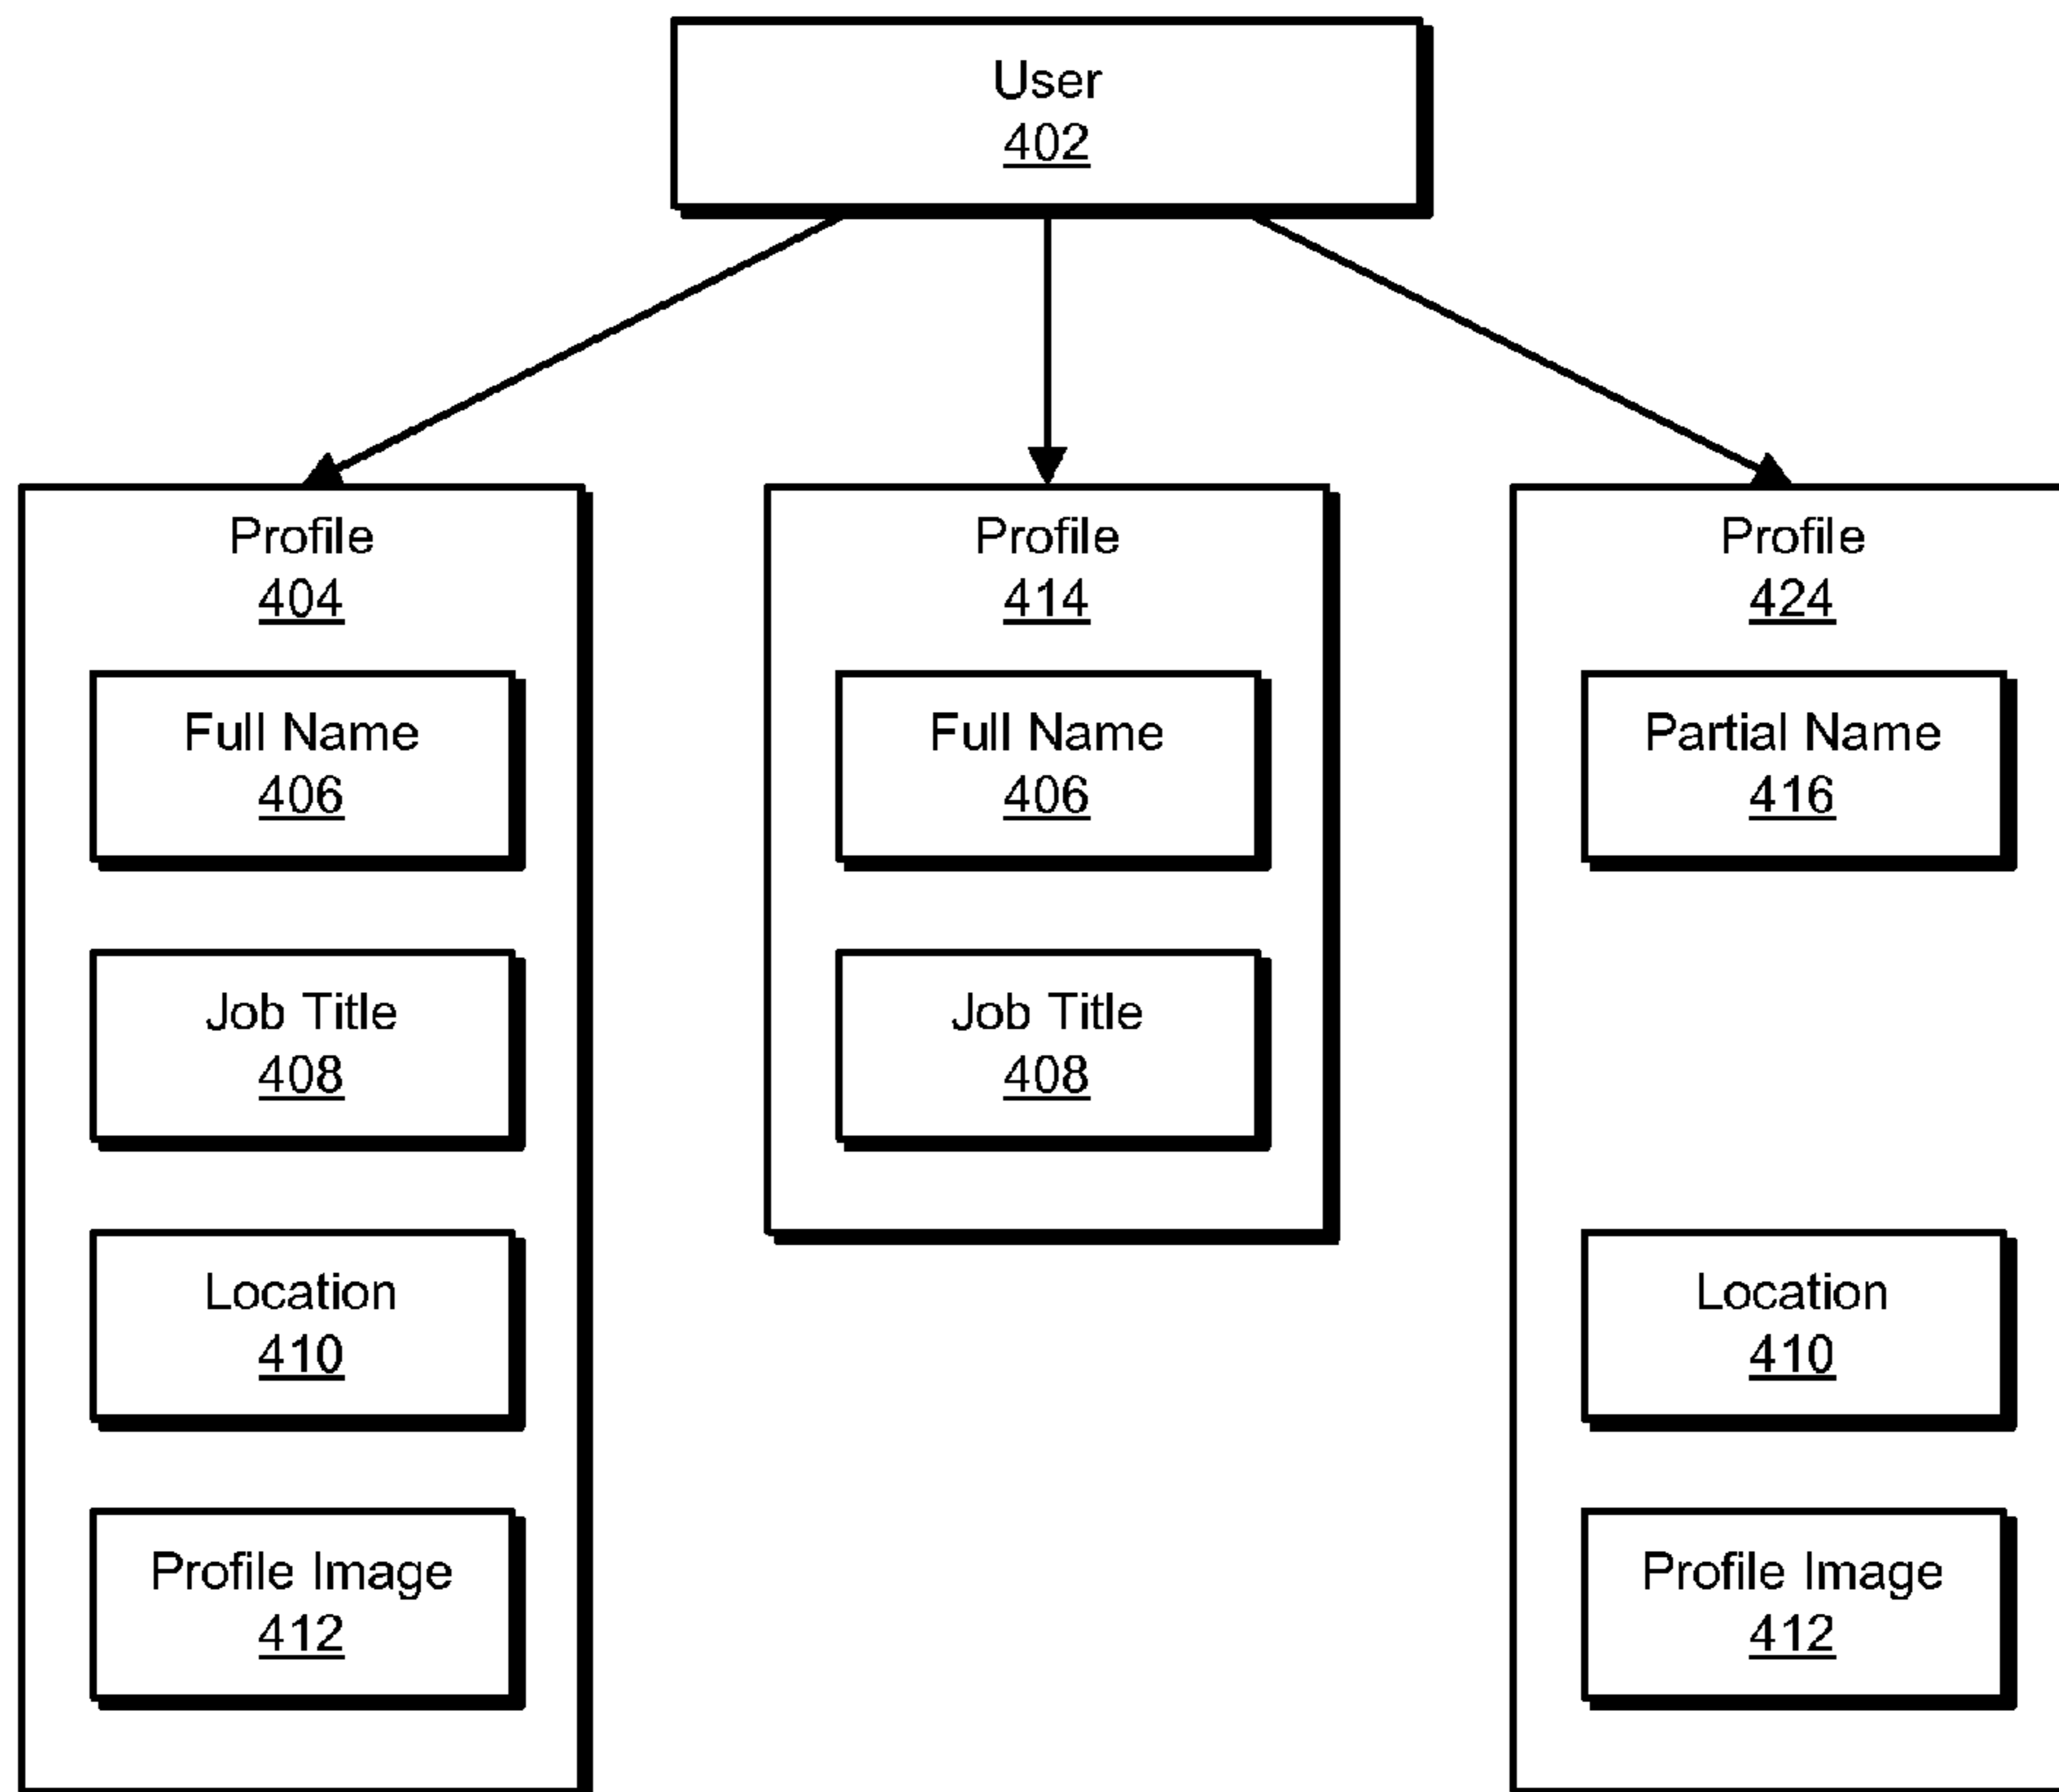 User
402
Profile
404
Full Name
406
Job Title
408
Location
410
Profile Image
412
Profile
414
Full Name
406
Job Title
408
Profile
424
Partial Name
416
Location
410
Profile Image
412